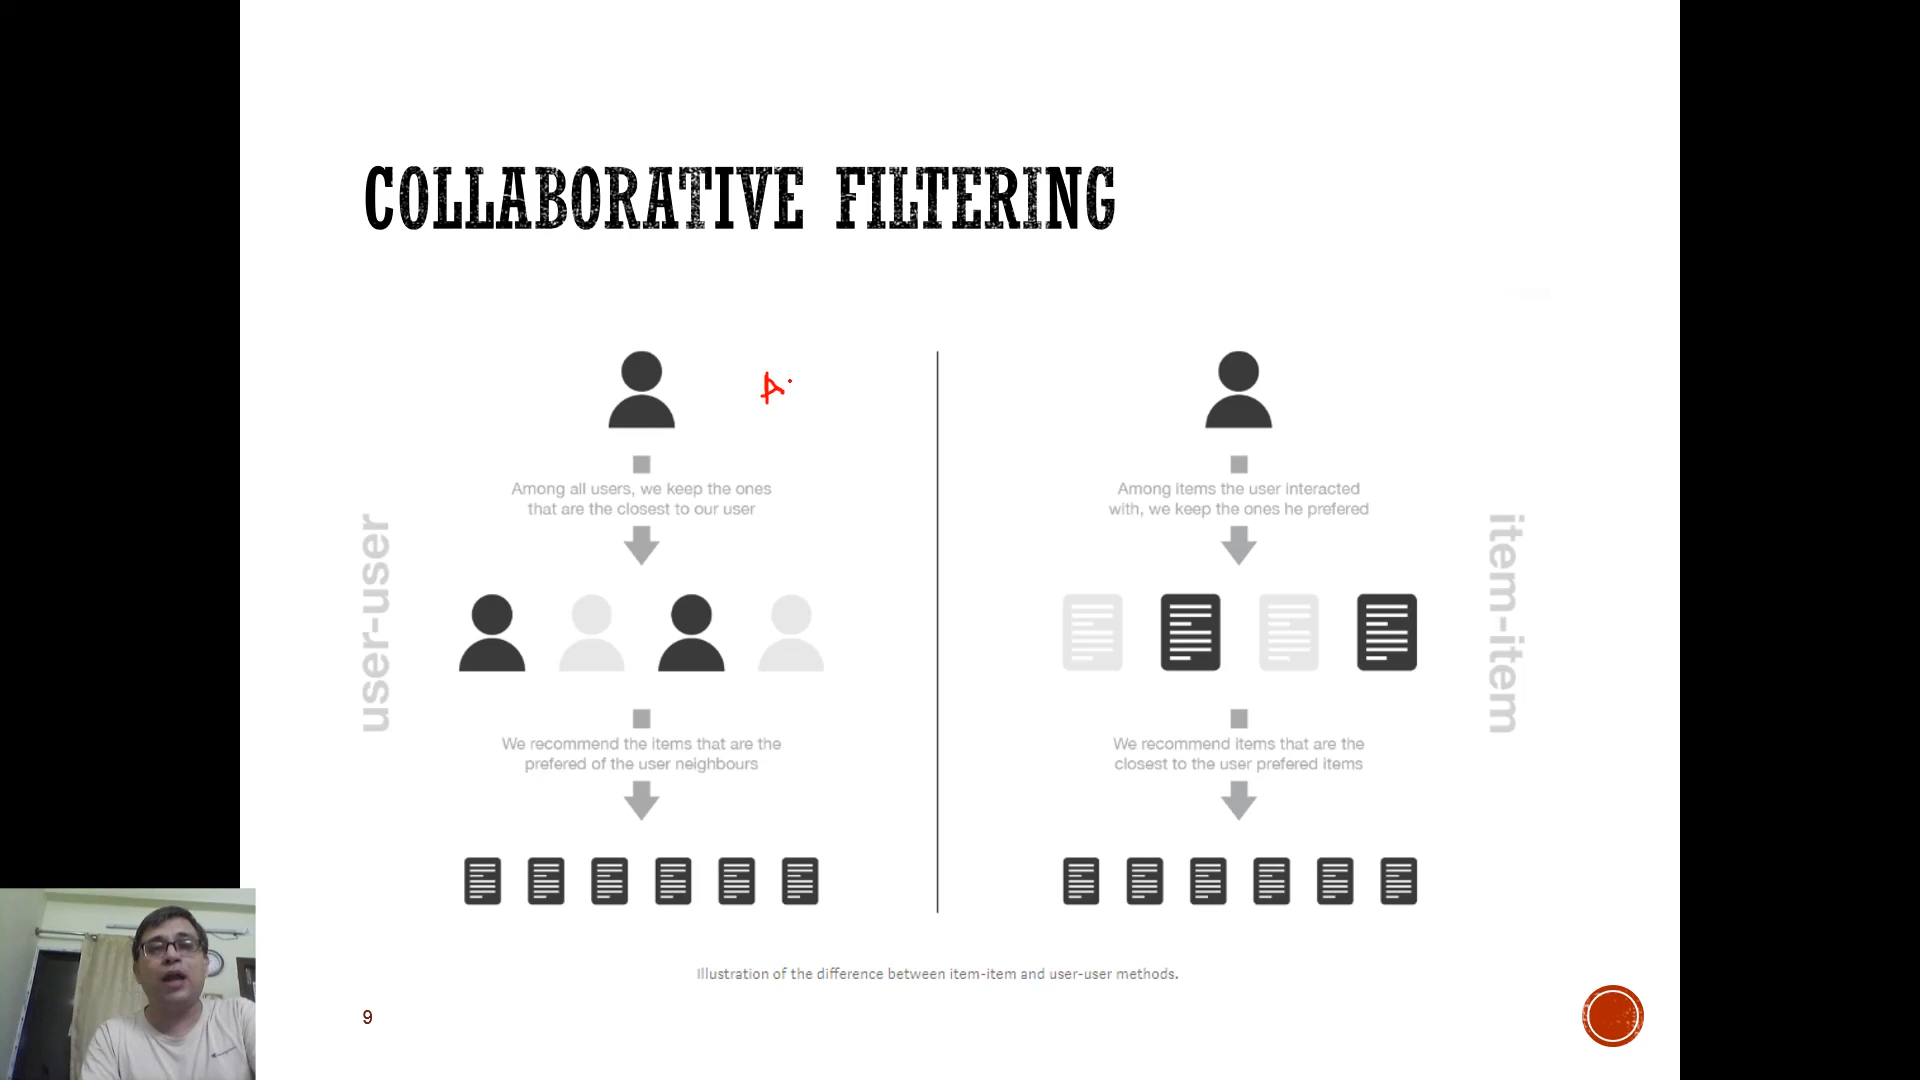 COLLABORATIVE FILTERING
A
user-user
Among all users, we keep the ones
that are the closest to our user
We recommend the items that are the
prefered of the user neighbours
Among items the user interacted
with, we keep the ones he prefered
We recommend items that are the
closest to the user prefered items
item-item
Illustration of the difference between item-item and user-user methods.
9